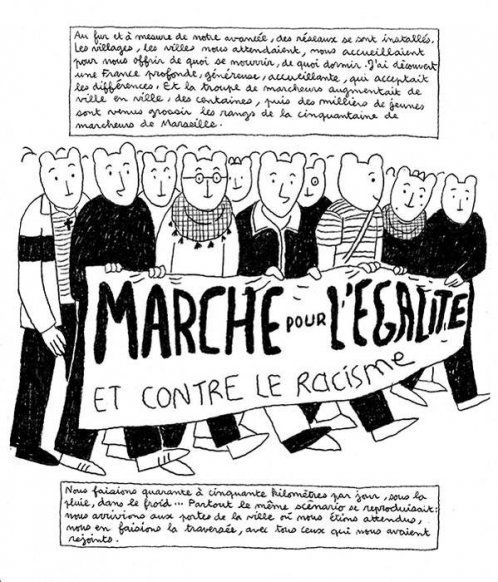 Au fur et à mesure de notre avancée, des réseaux se sont installés.
Les villages, les villes nous attendaient, nous accueillaient
pour nous offrir de quoi se nourrir, de quoi dormir. J'ai découvert
une France profonde, généreuse, accueillante, qui acceptait
les différences. Et la troupe de marcheurs augmentait de
ville en ville, des centaines, puis des milliers de jeunes
sont venus grossir les rangs de la cinquantaine de
marcheurs de Marseille.
MARCHE POUR L'EGALITE
ET CONTRE LE RACISME
Nous faisions quarante à cinquante kilomètres par jour, sous la
pluie, dans le froid... Partout le même scénario se reproduisait:
nous arrivions aux portes de la ville où nous étions attendus,
nous en faisions la traversée, avec tous ceux qui nous avaient
rejoints.